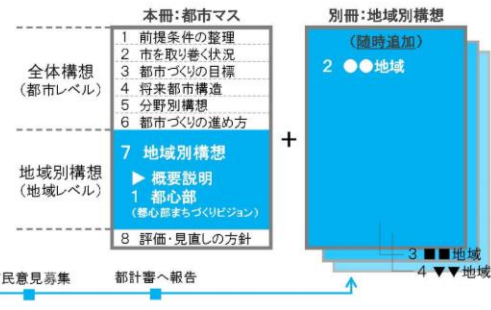 本冊：都市マス
別冊：地域別構想
全体構想
（都市レベル）
1 前提条件の整理
2 市を取り巻く状況
3 都市づくりの目標
4 将来都市構造
5 分野別構想
6 都市づくりの進め方
地域別構想
（地域レベル）
7 地域別構想
▶ 概要説明
1 都心部
（都心部まちづくりビジョン）
8 評価・見直しの方針
+
（随時追加）
2 ●●地域
3 ■■地域
4 ▼▼地域
民意見募集
都計審へ報告